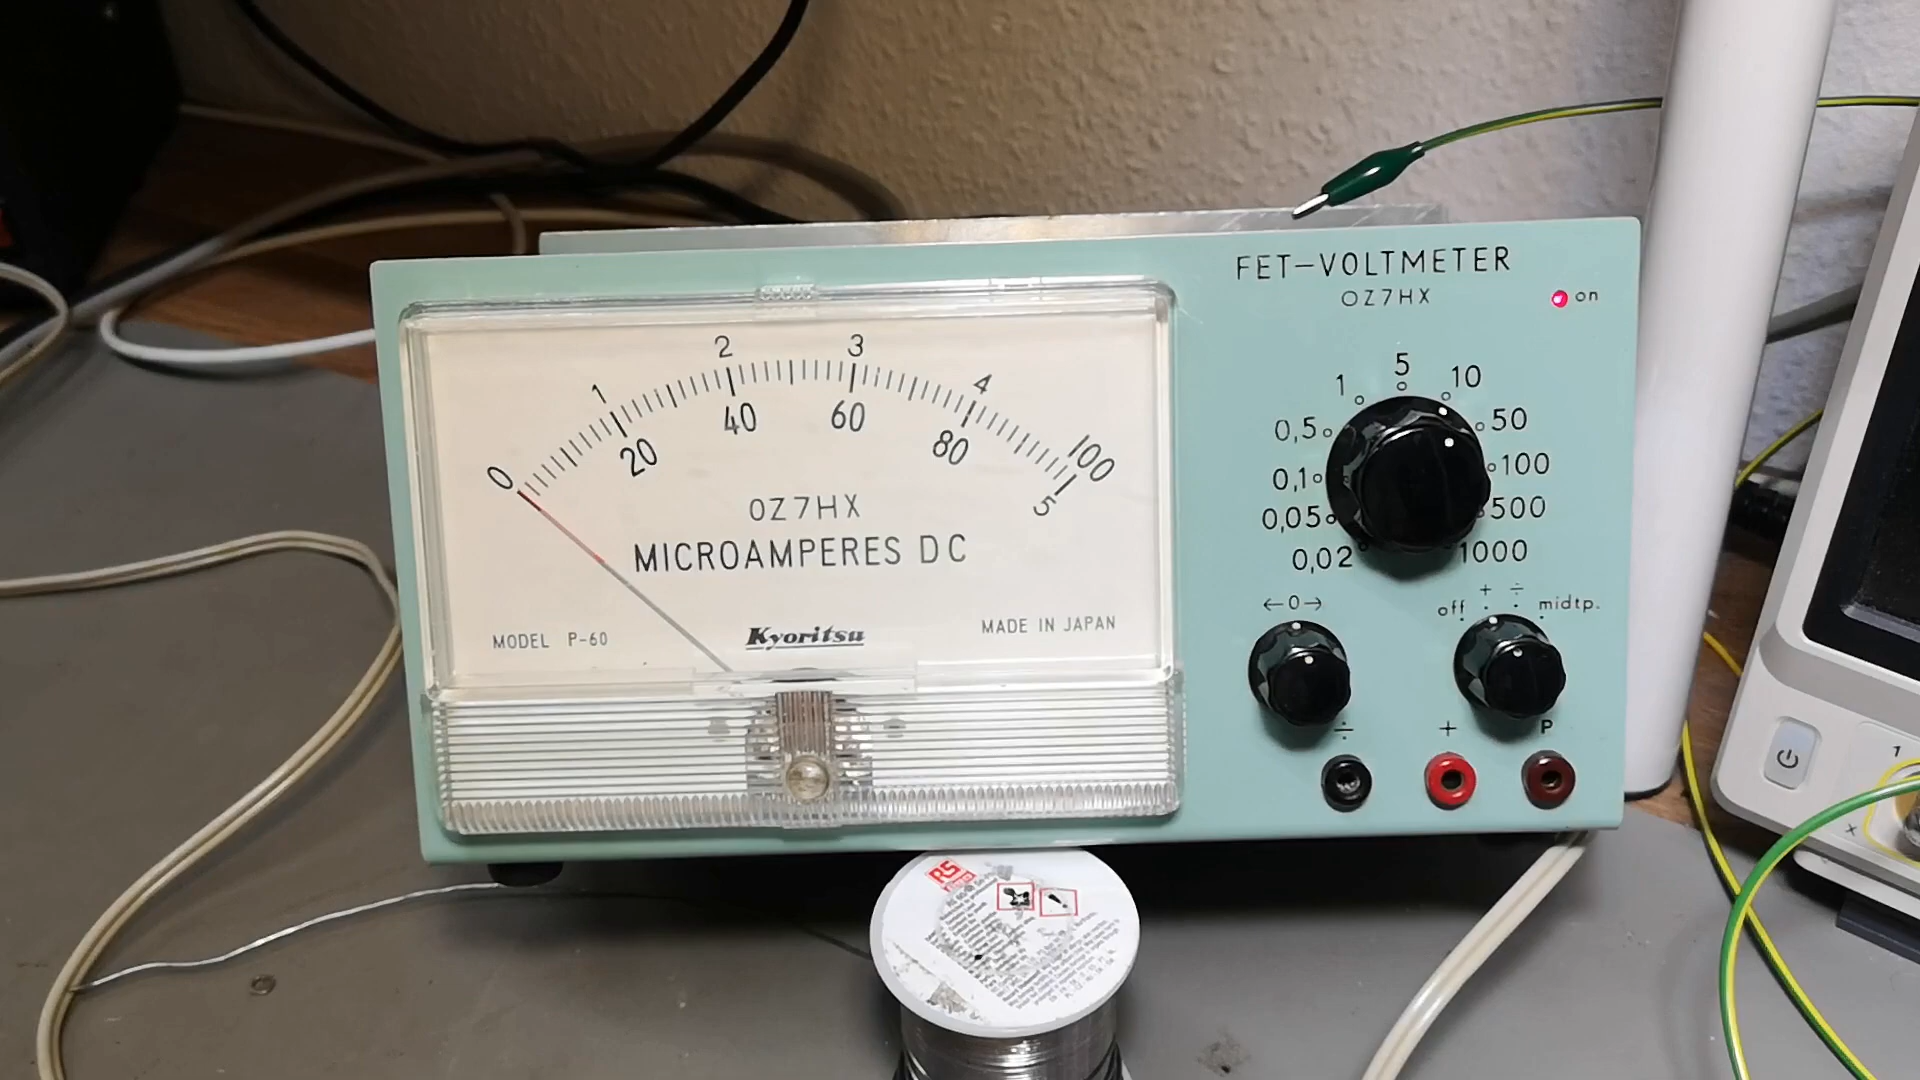 FET-VOLTMETER
OZ7HX
on
1 2 3 4
0 20 40 60 80 100
5
OZ7HX
MICROAMPERES DC
MODEL P-60
Kyoritsu
MADE IN JAPAN
5
1 10
0,5 50
0,1 100
0,05 500
0,02 1000
←0→
+ ÷
off midtp.
÷ + P
RS
1
X